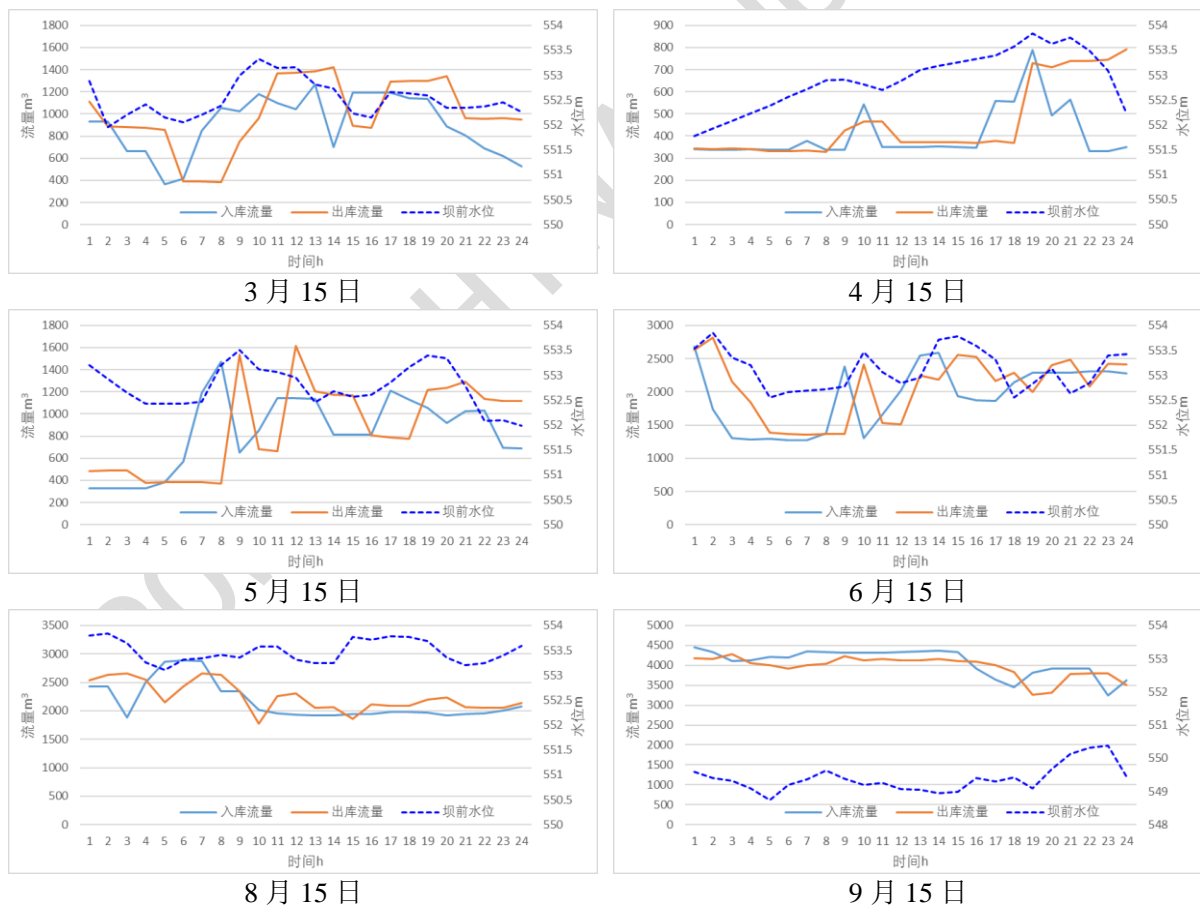 1800 1600 1400 1200 1000 800 600 400 200 0
流量m³
554 553.5 553 552.5 552 551.5 551 550.5 550
水位m
入库流量 出库流量 坝前水位
1 2 3 4 5 6 7 8 9 10 11 12 13 14 15 16 17 18 19 20 21 22 23 24
时间h
3 月 15 日
900 800 700 600 500 400 300 200 100 0
流量m³
554 553.5 553 552.5 552 551.5 551 550.5 550
水位m
入库流量 出库流量 坝前水位
1 2 3 4 5 6 7 8 9 10 11 12 13 14 15 16 17 18 19 20 21 22 23 24
时间h
4 月 15 日
1800 1600 1400 1200 1000 800 600 400 200 0
流量m³
554 553.5 553 552.5 552 551.5 551 550.5 550
水位m
入库流量 出库流量 坝前水位
1 2 3 4 5 6 7 8 9 10 11 12 13 14 15 16 17 18 19 20 21 22 23 24
时间h
5 月 15 日
3000 2500 2000 1500 1000 500 0
流量m³
554 553.5 553 552.5 552 551.5 551 550.5 550
水位m
入库流量 出库流量 坝前水位
1 2 3 4 5 6 7 8 9 10 11 12 13 14 15 16 17 18 19 20 21 22 23 24
时间h
6 月 15 日
3500 3000 2500 2000 1500 1000 500 0
流量m³
554 553.5 553 552.5 552 551.5 551 550.5 550
水位m
入库流量 出库流量 坝前水位
1 2 3 4 5 6 7 8 9 10 11 12 13 14 15 16 17 18 19 20 21 22 23 24
时间h
8 月 15 日
5000 4500 4000 3500 3000 2500 2000 1500 1000 500 0
流量m³
554 553 552 551 550 549 548
水位m
入库流量 出库流量 坝前水位
1 2 3 4 5 6 7 8 9 10 11 12 13 14 15 16 17 18 19 20 21 22 23 24
时间h
9 月 15 日